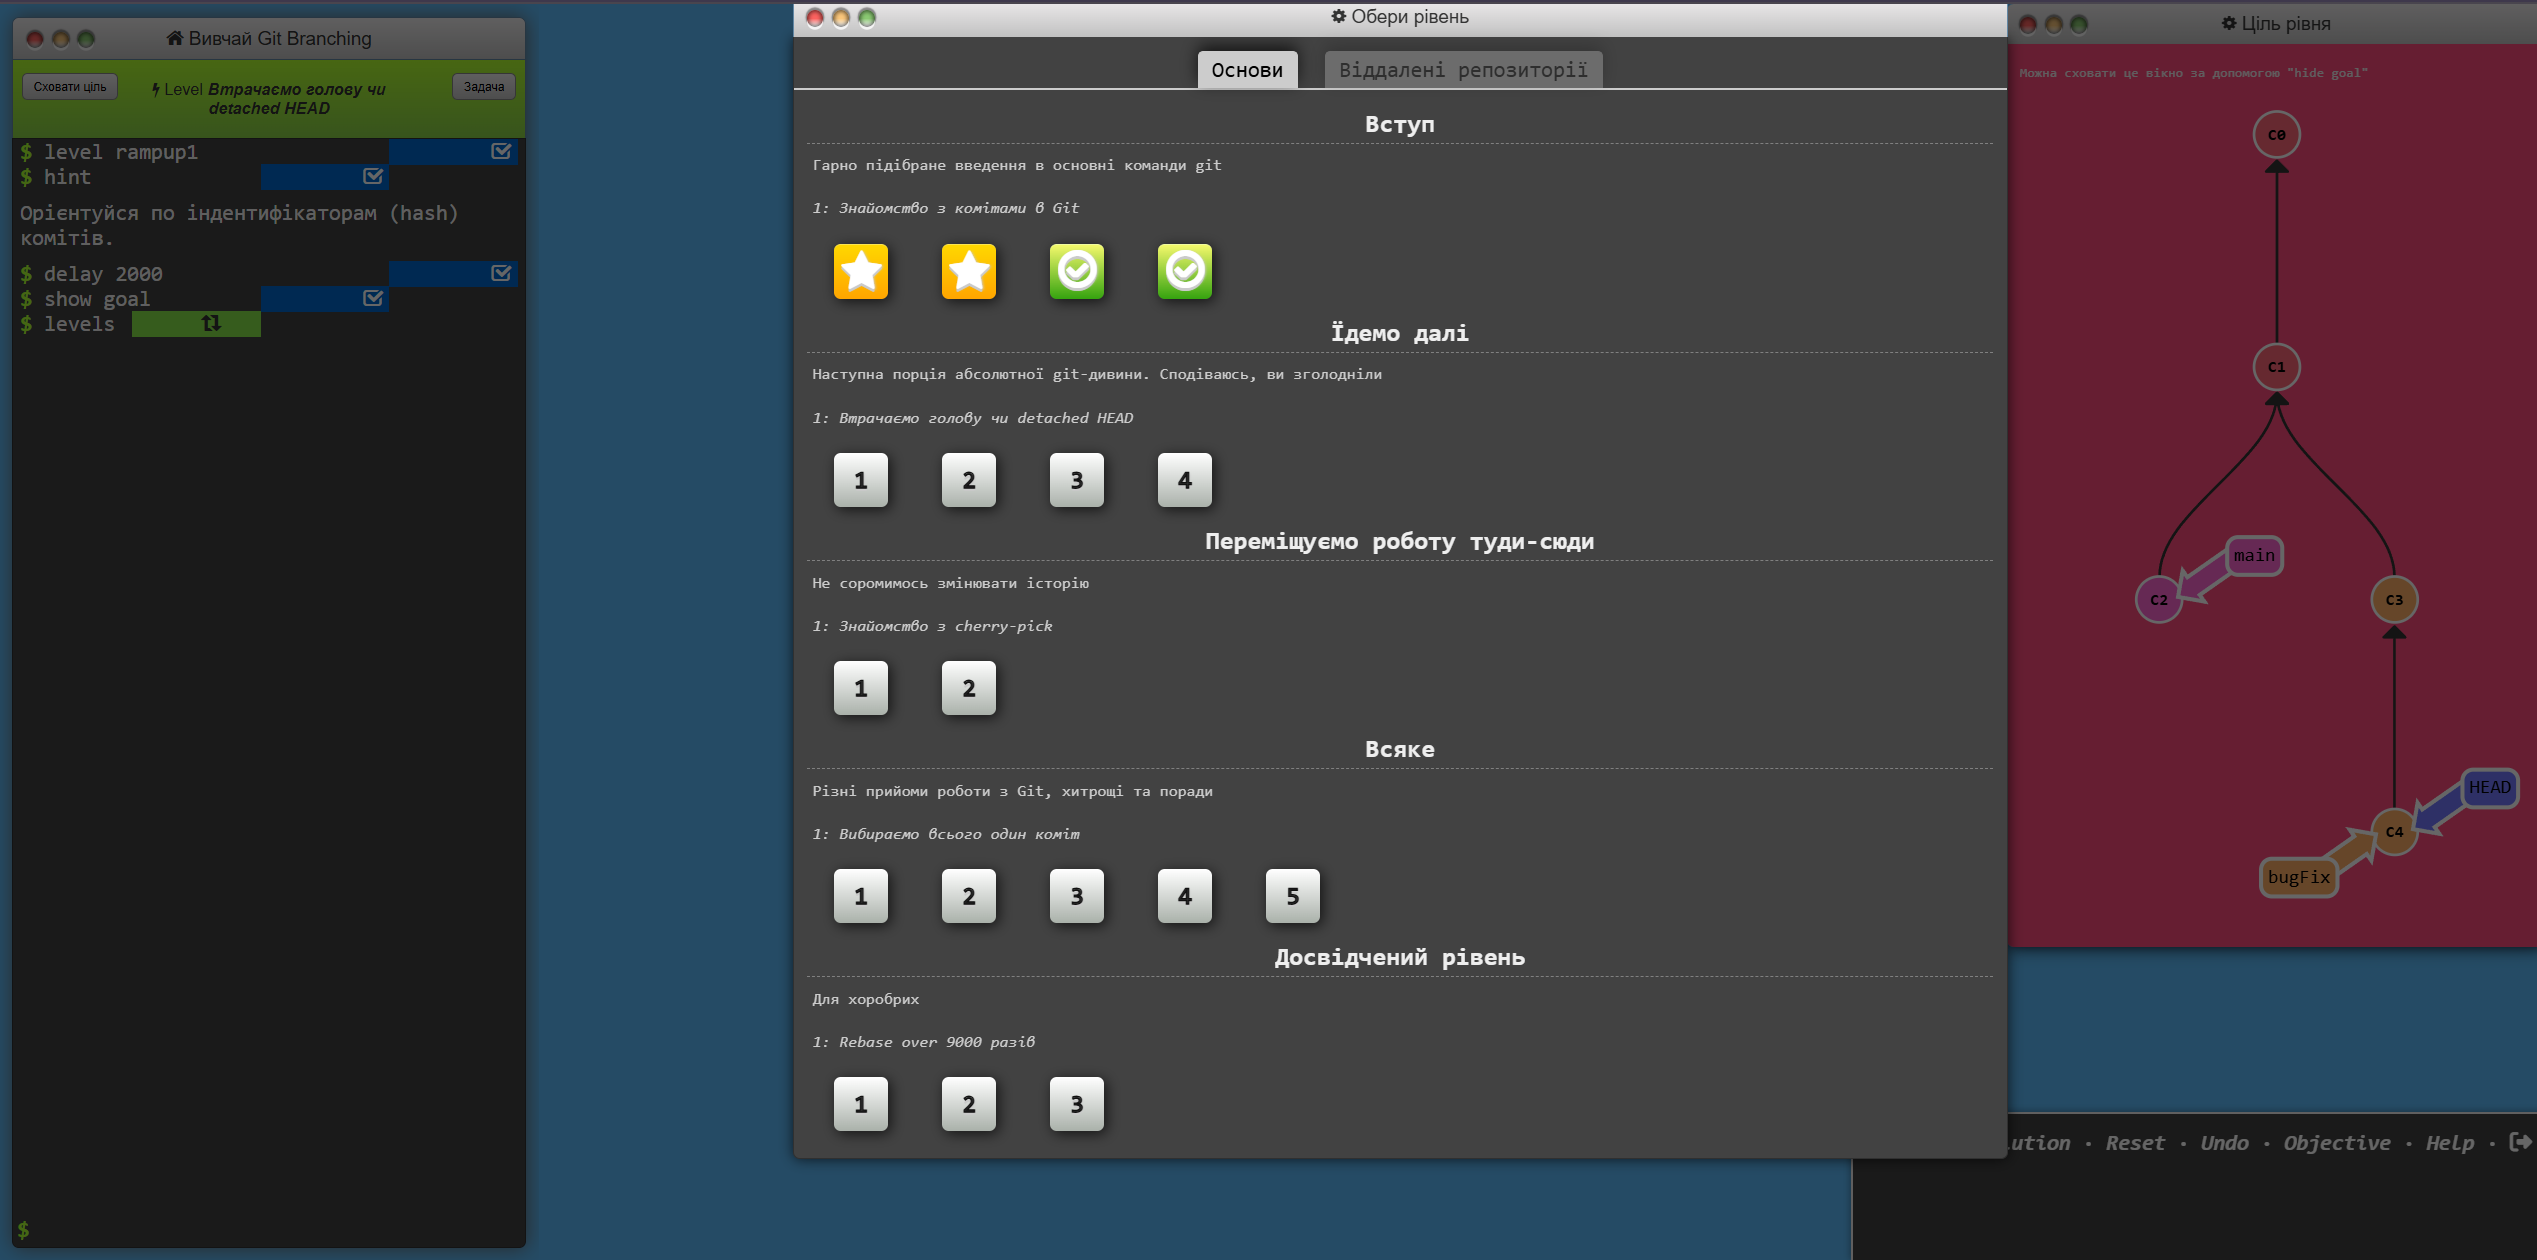 Вивчай Git Branching
Сховати ціль
Level Втрачаємо голову чи
detached HEAD
Задача
$ level rampup1
$ hint
Орієнтуйся по індентифікаторам (hash)
комітів.
$ delay 2000
$ show goal
$ levels
$
Обери рівень
Основи
Віддалені репозиторії
Вступ
Гарно підібране введення в основні команди git
1: Знайомство з комітами в Git
Їдемо далі
Наступна порція абсолютної git-дивини. Сподіваюсь, ви зголодніли
1: Втрачаємо голову чи detached HEAD
1 2 3 4
Переміщуємо роботу туди-сюди
Не соромимось змінювати історію
1: Знайомство з cherry-pick
1 2
Всяке
Різні прийоми роботи з Git, хитрощі та поради
1: Вибираємо всього один коміт
1 2 3 4 5
Досвідчений рівень
Для хоробрих
1: Rebase over 9000 разів
1 2 3
Ціль рівня
Можна сховати це вікно за допомогою "hide goal"
C0
C1
main
C2
C3
HEAD
C4
bugFix
lution · Reset · Undo · Objective · Help ·